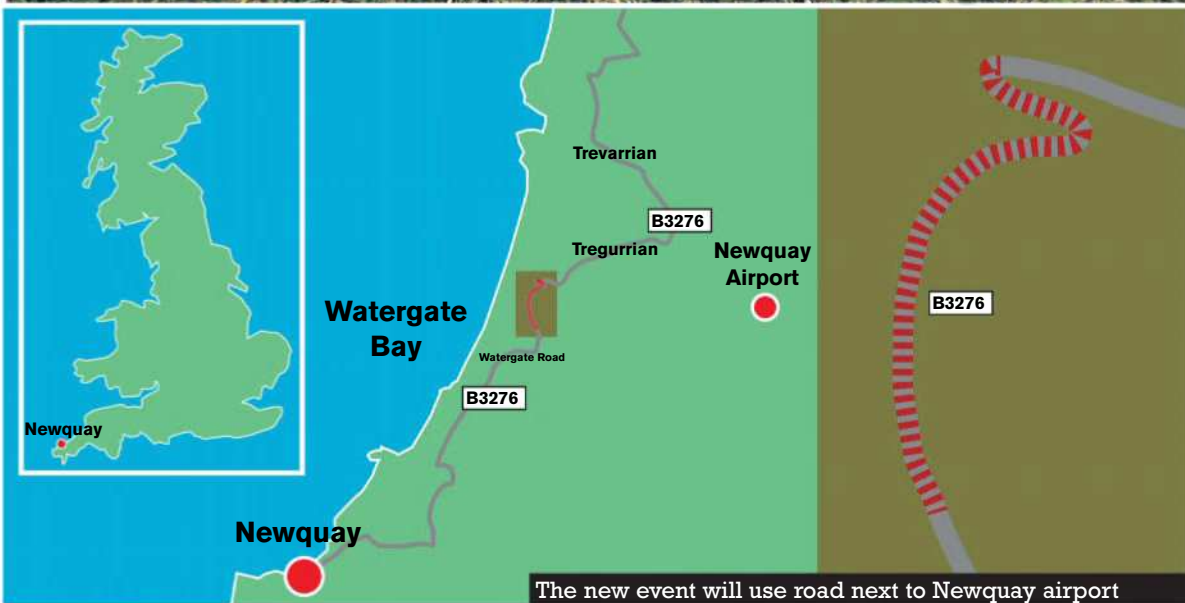 Trevarrian
B3276
Tregurrian
Newquay
Airport
Watergate
Bay
B3276
Watergate Road
B3276
Newquay
Newquay
The new event will use road next to Newquay airport